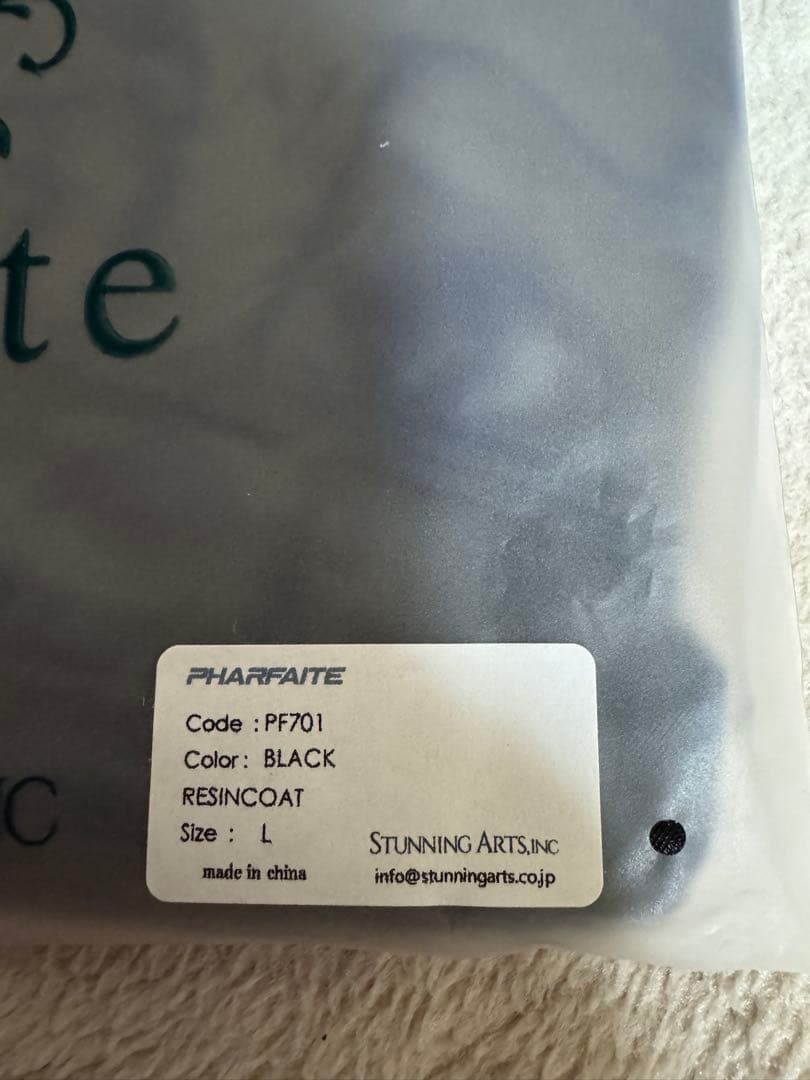 te
PHARFAITE
Code : PF701
Color: BLACK
RESINCOAT
Size : L
STUNNING ARTS,INC
made in china
info@stunningarts.co.jp